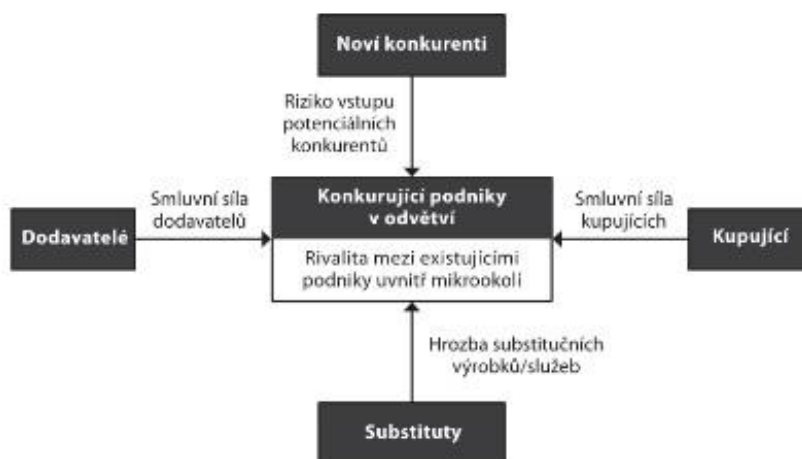 Noví konkurenti
Riziko vstupu
potenciálních
konkurentů
Smluvní síla
dodavatelů
Konkurující podniky
v odvětví
Smluvní síla
kupujících
Dodavatelé
Kupující
Rivalita mezi existujícími
podniky uvnitř mikrookolí
Hrozba substitučních
výrobků/služeb
Substituty